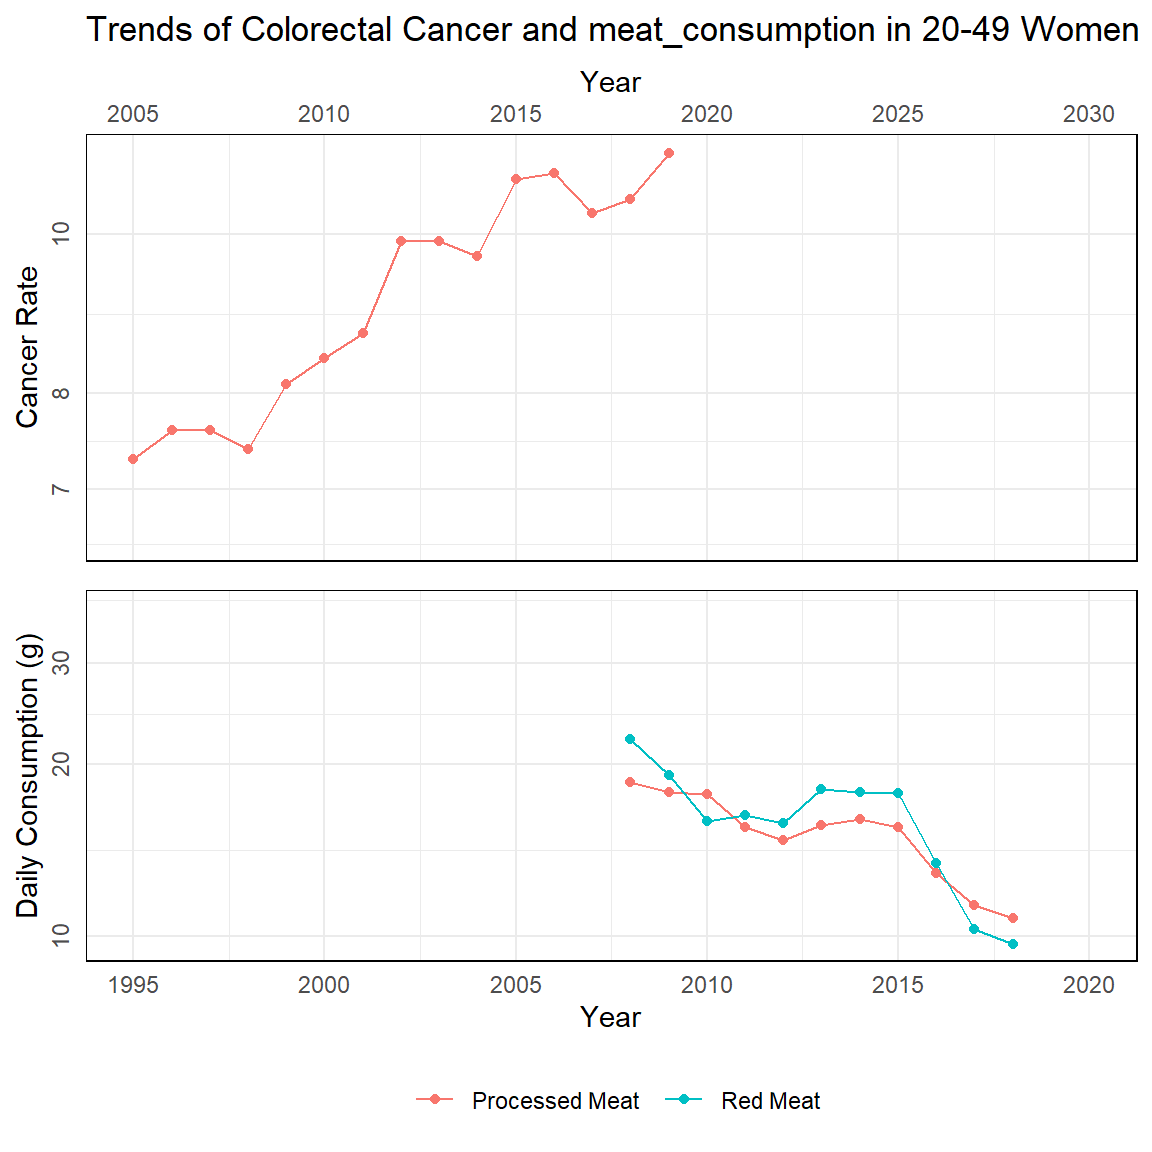 Trends of Colorectal Cancer and meat_consumption in 20-49 Women
Year
2005 2010 2015 2020 2025 2030
Cancer Rate
10
8
7
Daily Consumption (g)
30
20
10
1995 2000 2005 2010 2015 2020
Year
Processed Meat Red Meat